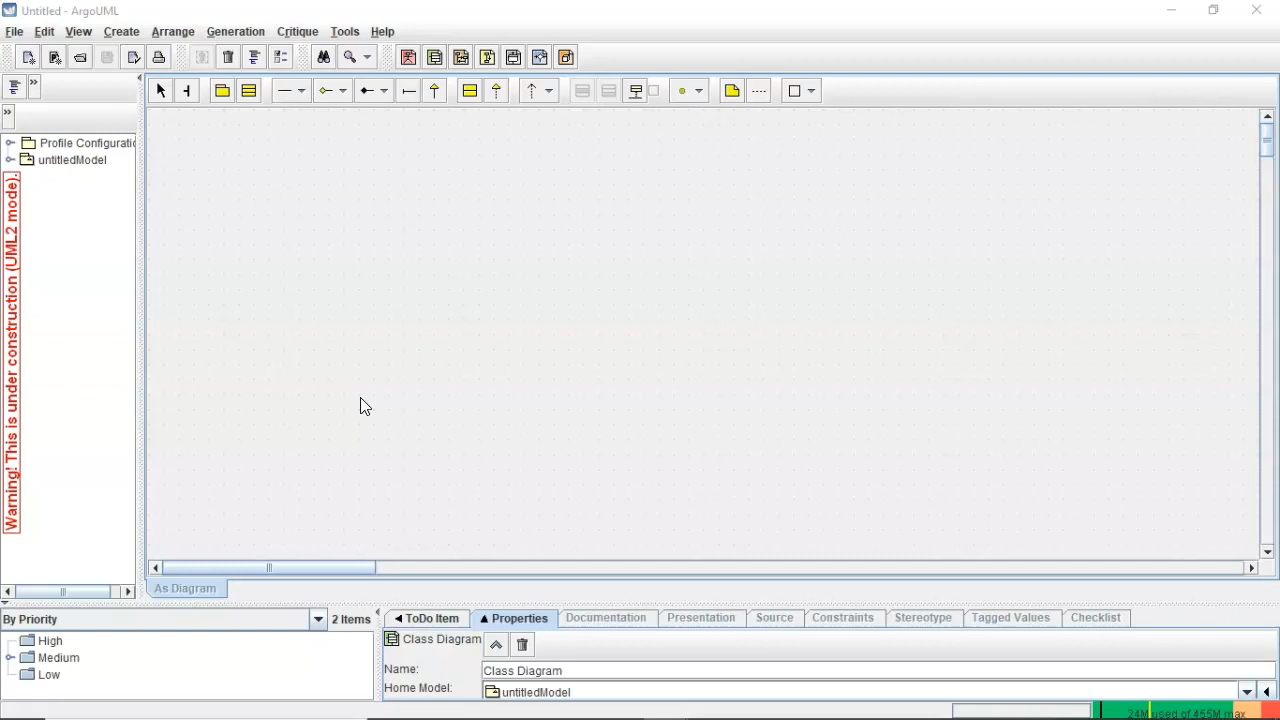 Untitled - ArgoUML
File Edit View Create Arrange Generation Critique Tools Help
Profile Configuratio
untitledModel
Warning! This is under construction (UML2 mode).
As Diagram
By Priority 2 Items
High
Medium
Low
ToDo Item Properties Documentation Presentation Source Constraints Stereotype Tagged Values Checklist
Class Diagram
Name: Class Diagram
Home Model: untitledModel
24M used of 455M max